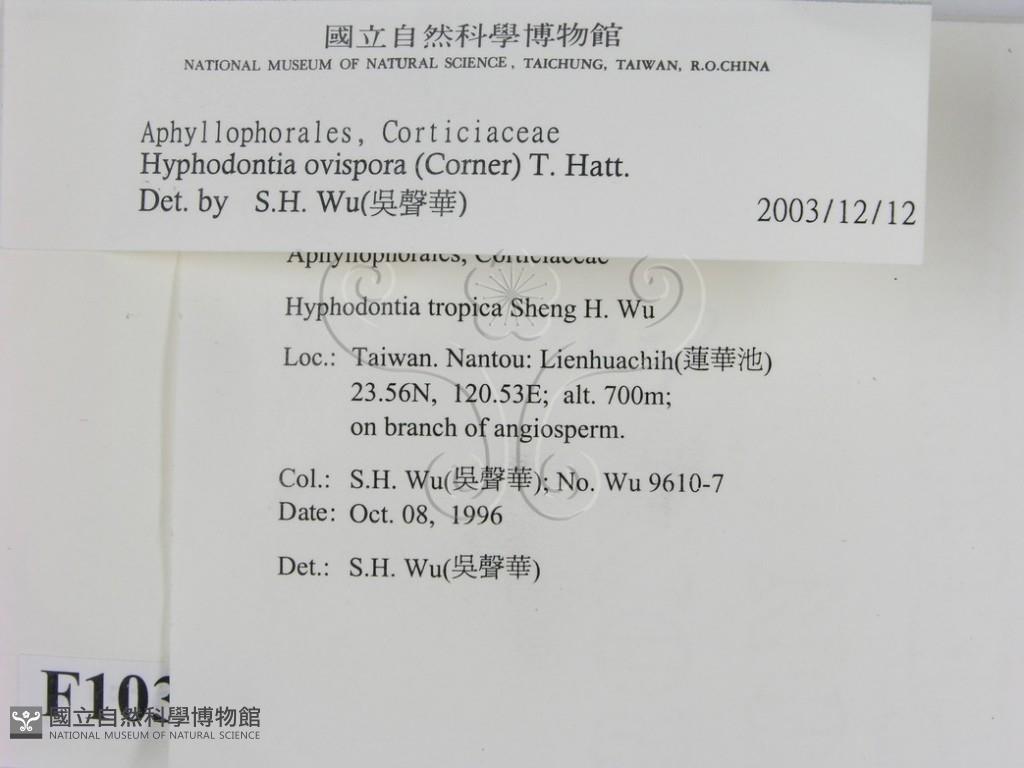 國立自然科學博物館
NATIONAL MUSEUM OF NATURAL SCIENCE, TAICHUNG, TAIWAN, R.O.CHINA
Aphyllophorales, Corticiaceae
Hyphodontia ovispora (Corner) T. Hatt.
Det. by S.H. Wu(吳聲華)
2003/12/12
Aphyllophorales, Corticiaceae
Hyphodontia tropica Sheng H. Wu
Loc.: Taiwan. Nantou: Lienhuachih(蓮華池)
23.56N, 120.53E; alt. 700m;
on branch of angiosperm.
Col.: S.H. Wu(吳聲華); No. Wu 9610-7
Date: Oct. 08, 1996
Det.: S.H. Wu(吳聲華)
F103
國立自然科學博物館
NATIONAL MUSEUM OF NATURAL SCIENCE